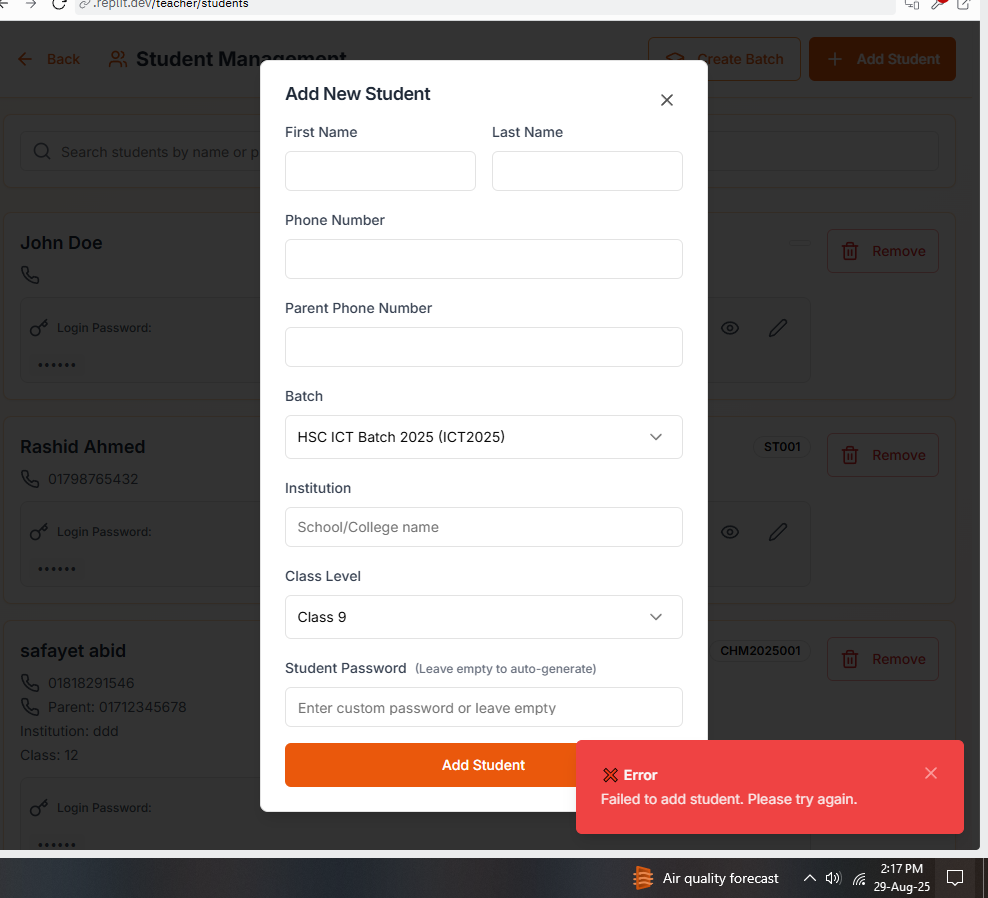 .replit.dev/teacher/students
Back
Student Management
Create Batch
Add Student
Add New Student
First Name
Last Name
Search students by name or p
Phone Number
John Doe
Remove
Parent Phone Number
Login Password:
••••••
Batch
HSC ICT Batch 2025 (ICT2025)
Rashid Ahmed
ST001
Remove
01798765432
Institution
School/College name
Login Password:
••••••
Class Level
Class 9
safayet abid
CHM2025001
Remove
Student Password (Leave empty to auto-generate)
01818291546
Parent: 01712345678
Enter custom password or leave empty
Institution: ddd
Class: 12
Add Student
Error
Failed to add student. Please try again.
Login Password:
••••••
Air quality forecast
2:17 PM
29-Aug-25